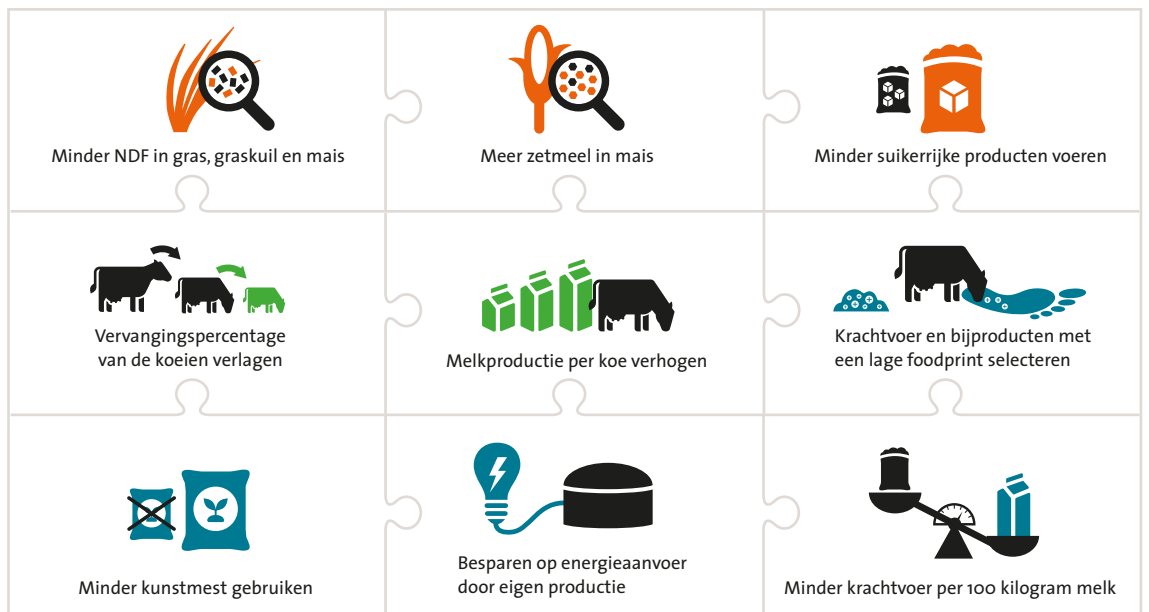 Minder NDF in gras, graskuil en mais
Meer zetmeel in mais
Minder suikerrijke producten voeren
Vervangingspercentage
van de koeien verlagen
Melkproductie per koe verhogen
Krachtvoer en bijproducten met
een lage foodprint selecteren
Minder kunstmest gebruiken
Besparen op energieaanvoer
door eigen productie
Minder krachtvoer per 100 kilogram melk